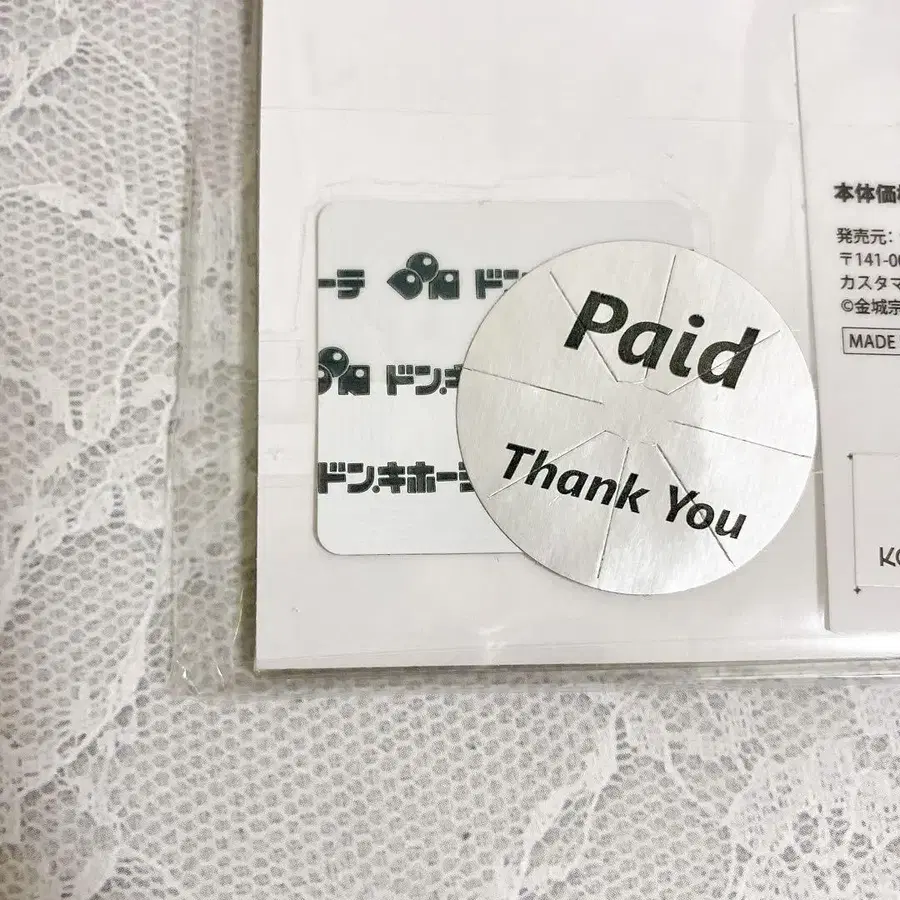 ーテ ドン
ドン.キ
ドン.キホーテ
Paid
Thank You
本体価
発売元:
〒141-00
カスタマ
©金城宗
MADE
KO